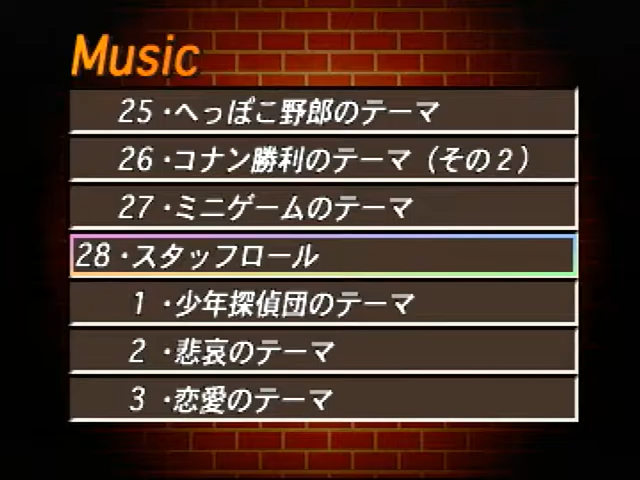 Music
25・へっぽこ野郎のテーマ
26・コナン勝利のテーマ（その２）
27・ミニゲームのテーマ
28・スタッフロール
1・少年探偵団のテーマ
2・悲哀のテーマ
3・恋愛のテーマ